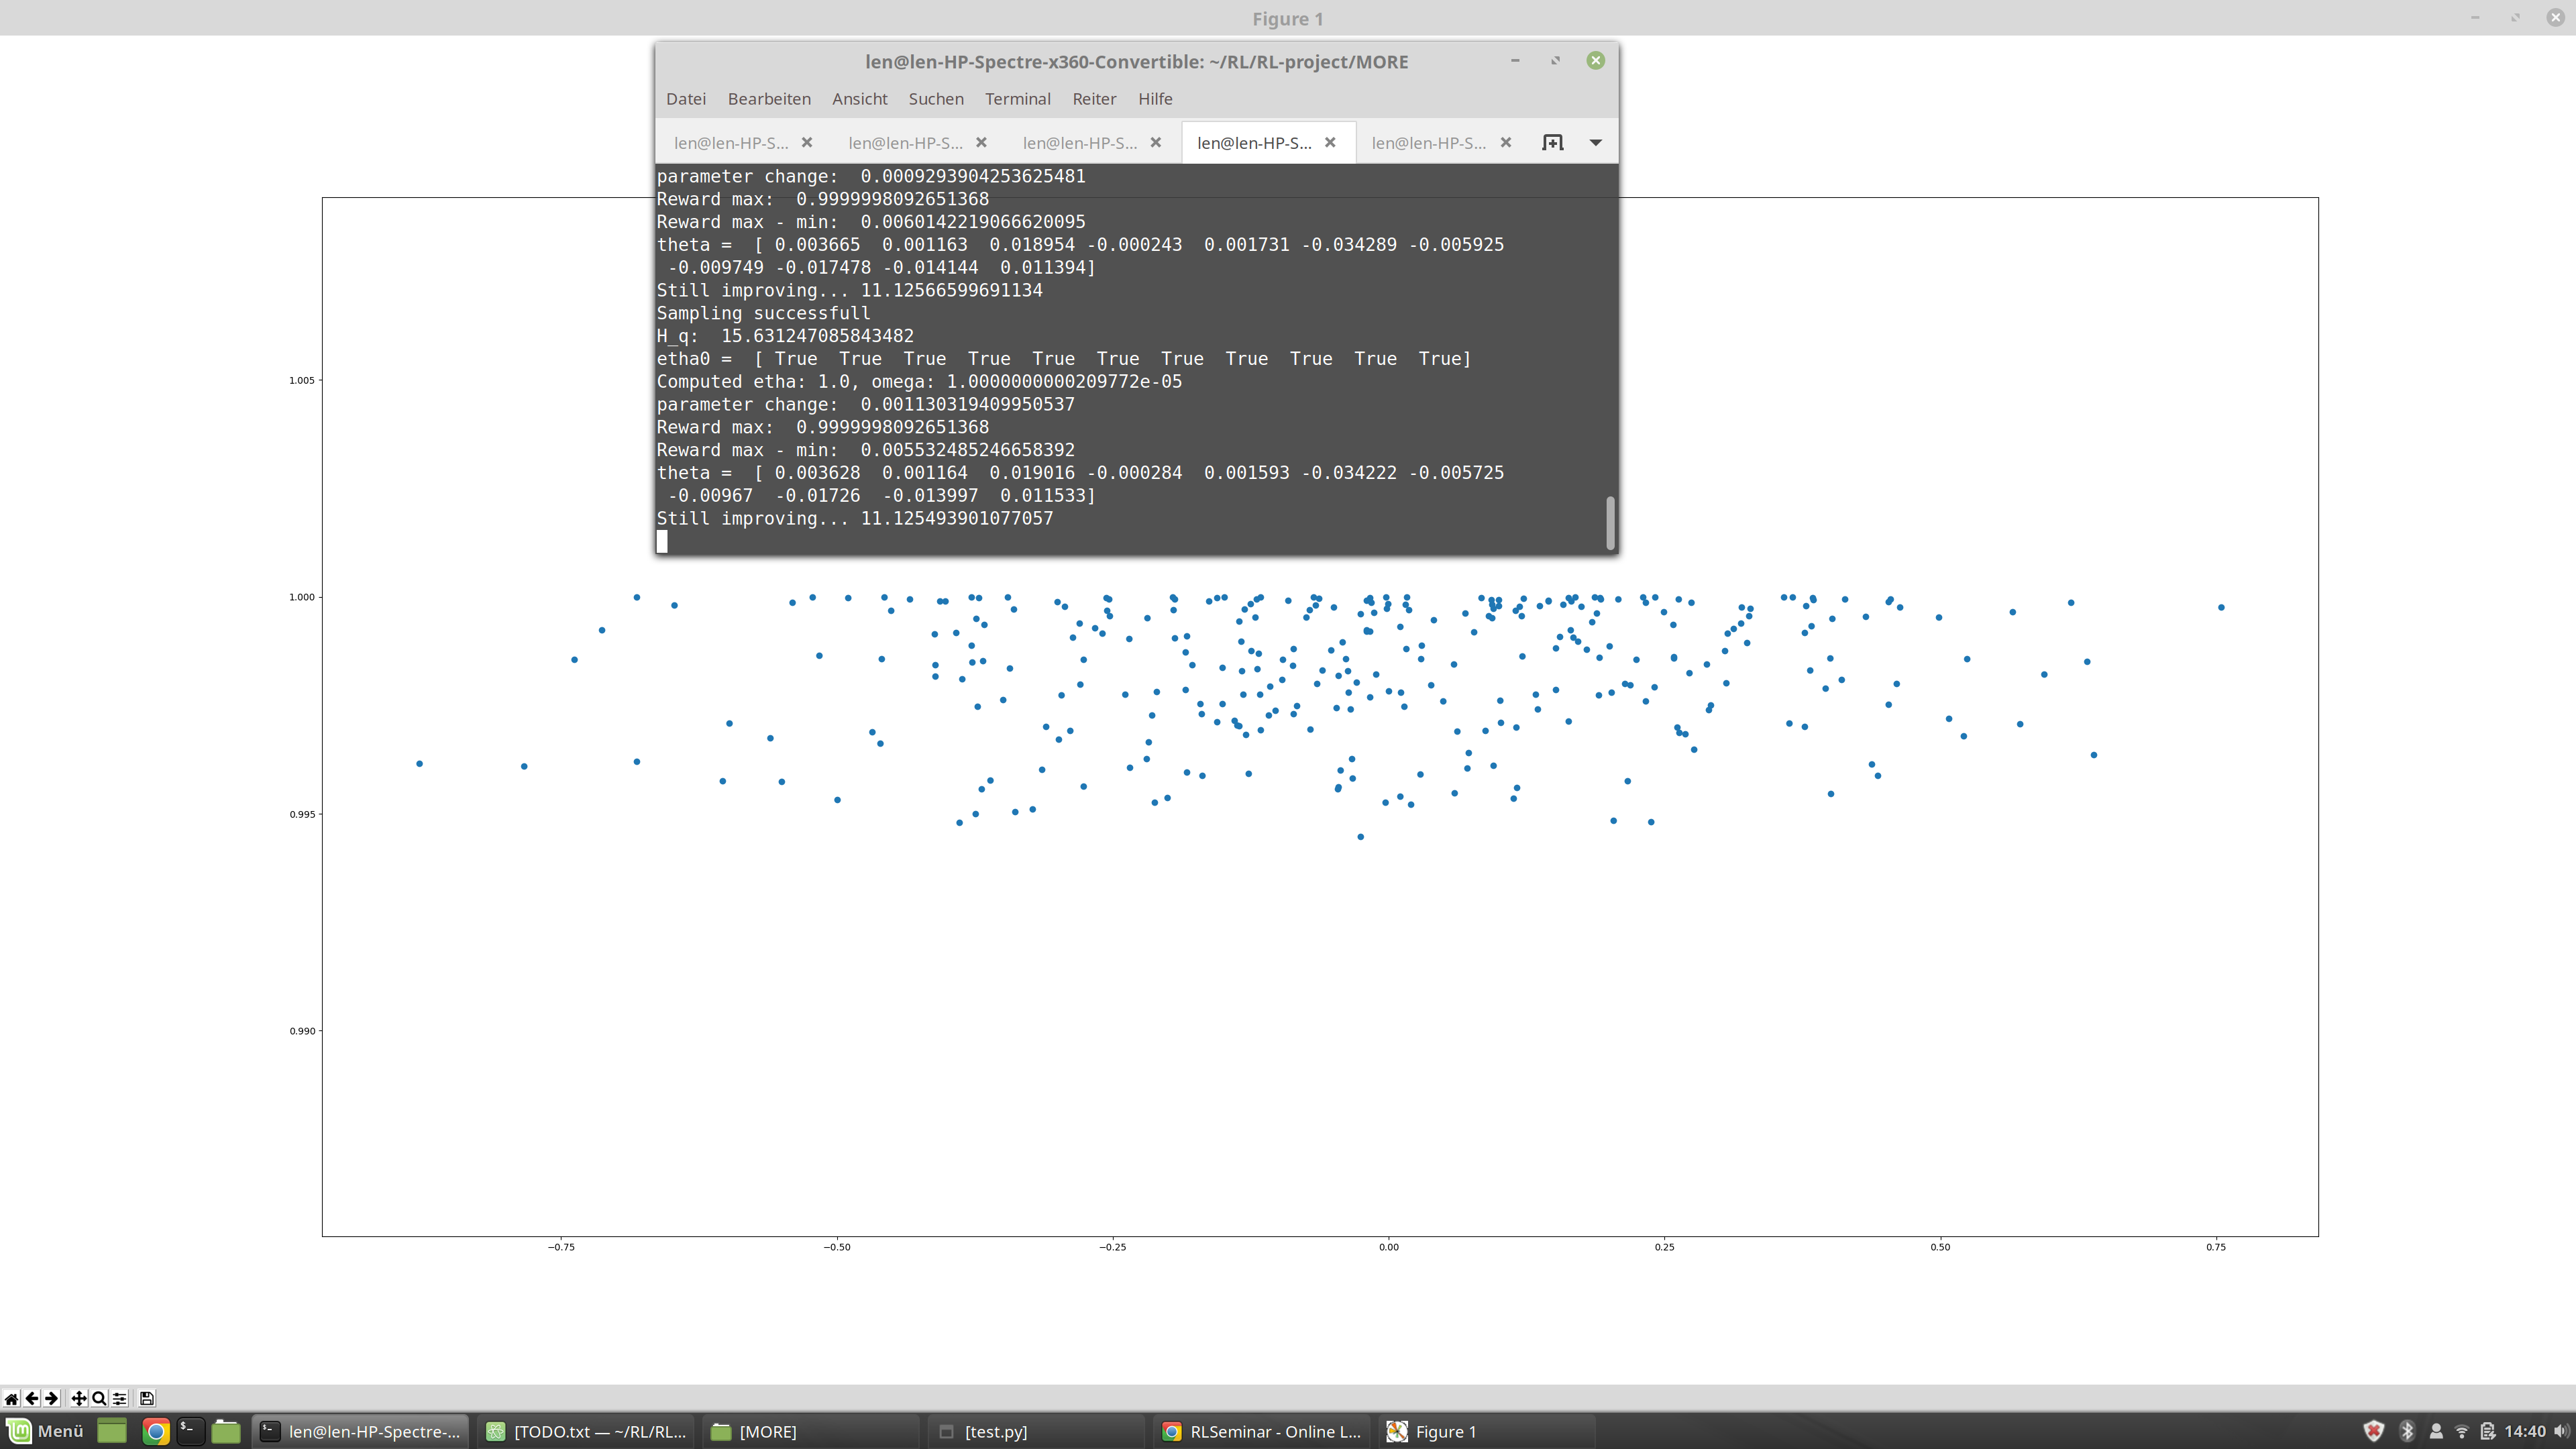 Figure 1
len@len-HP-Spectre-x360-Convertible: ~/RL/RL-project/MORE
Datei Bearbeiten Ansicht Suchen Terminal Reiter Hilfe
len@len-HP-S... len@len-HP-S... len@len-HP-S... len@len-HP-S... len@len-HP-S...
parameter change:  0.0009293904253625481
Reward max:  0.9999998092651368
Reward max - min:  0.0060142219066620095
theta =  [ 0.003665  0.001163  0.018954 -0.000243  0.001731 -0.034289 -0.005925
 -0.009749 -0.017478 -0.014144  0.011394]
Still improving... 11.12566599691134
Sampling successfull
H_q:  15.631247085843482
etha0 =  [ True  True  True  True  True  True  True  True  True  True  True]
Computed etha: 1.0, omega: 1.0000000000209772e-05
parameter change:  0.001130319409950537
Reward max:  0.9999998092651368
Reward max - min:  0.005532485246658392
theta =  [ 0.003628  0.001164  0.019016 -0.000284  0.001593 -0.034222 -0.005725
 -0.00967  -0.01726  -0.013997  0.011533]
Still improving... 11.125493901077057
1.005
1.000
0.995
0.990
−0.75 −0.50 −0.25 0.00 0.25 0.50 0.75
Menü $_ $_ len@len-HP-Spectre-... [TODO.txt — ~/RL/RL... [MORE] [test.py] RLSeminar - Online L... Figure 1 14:40